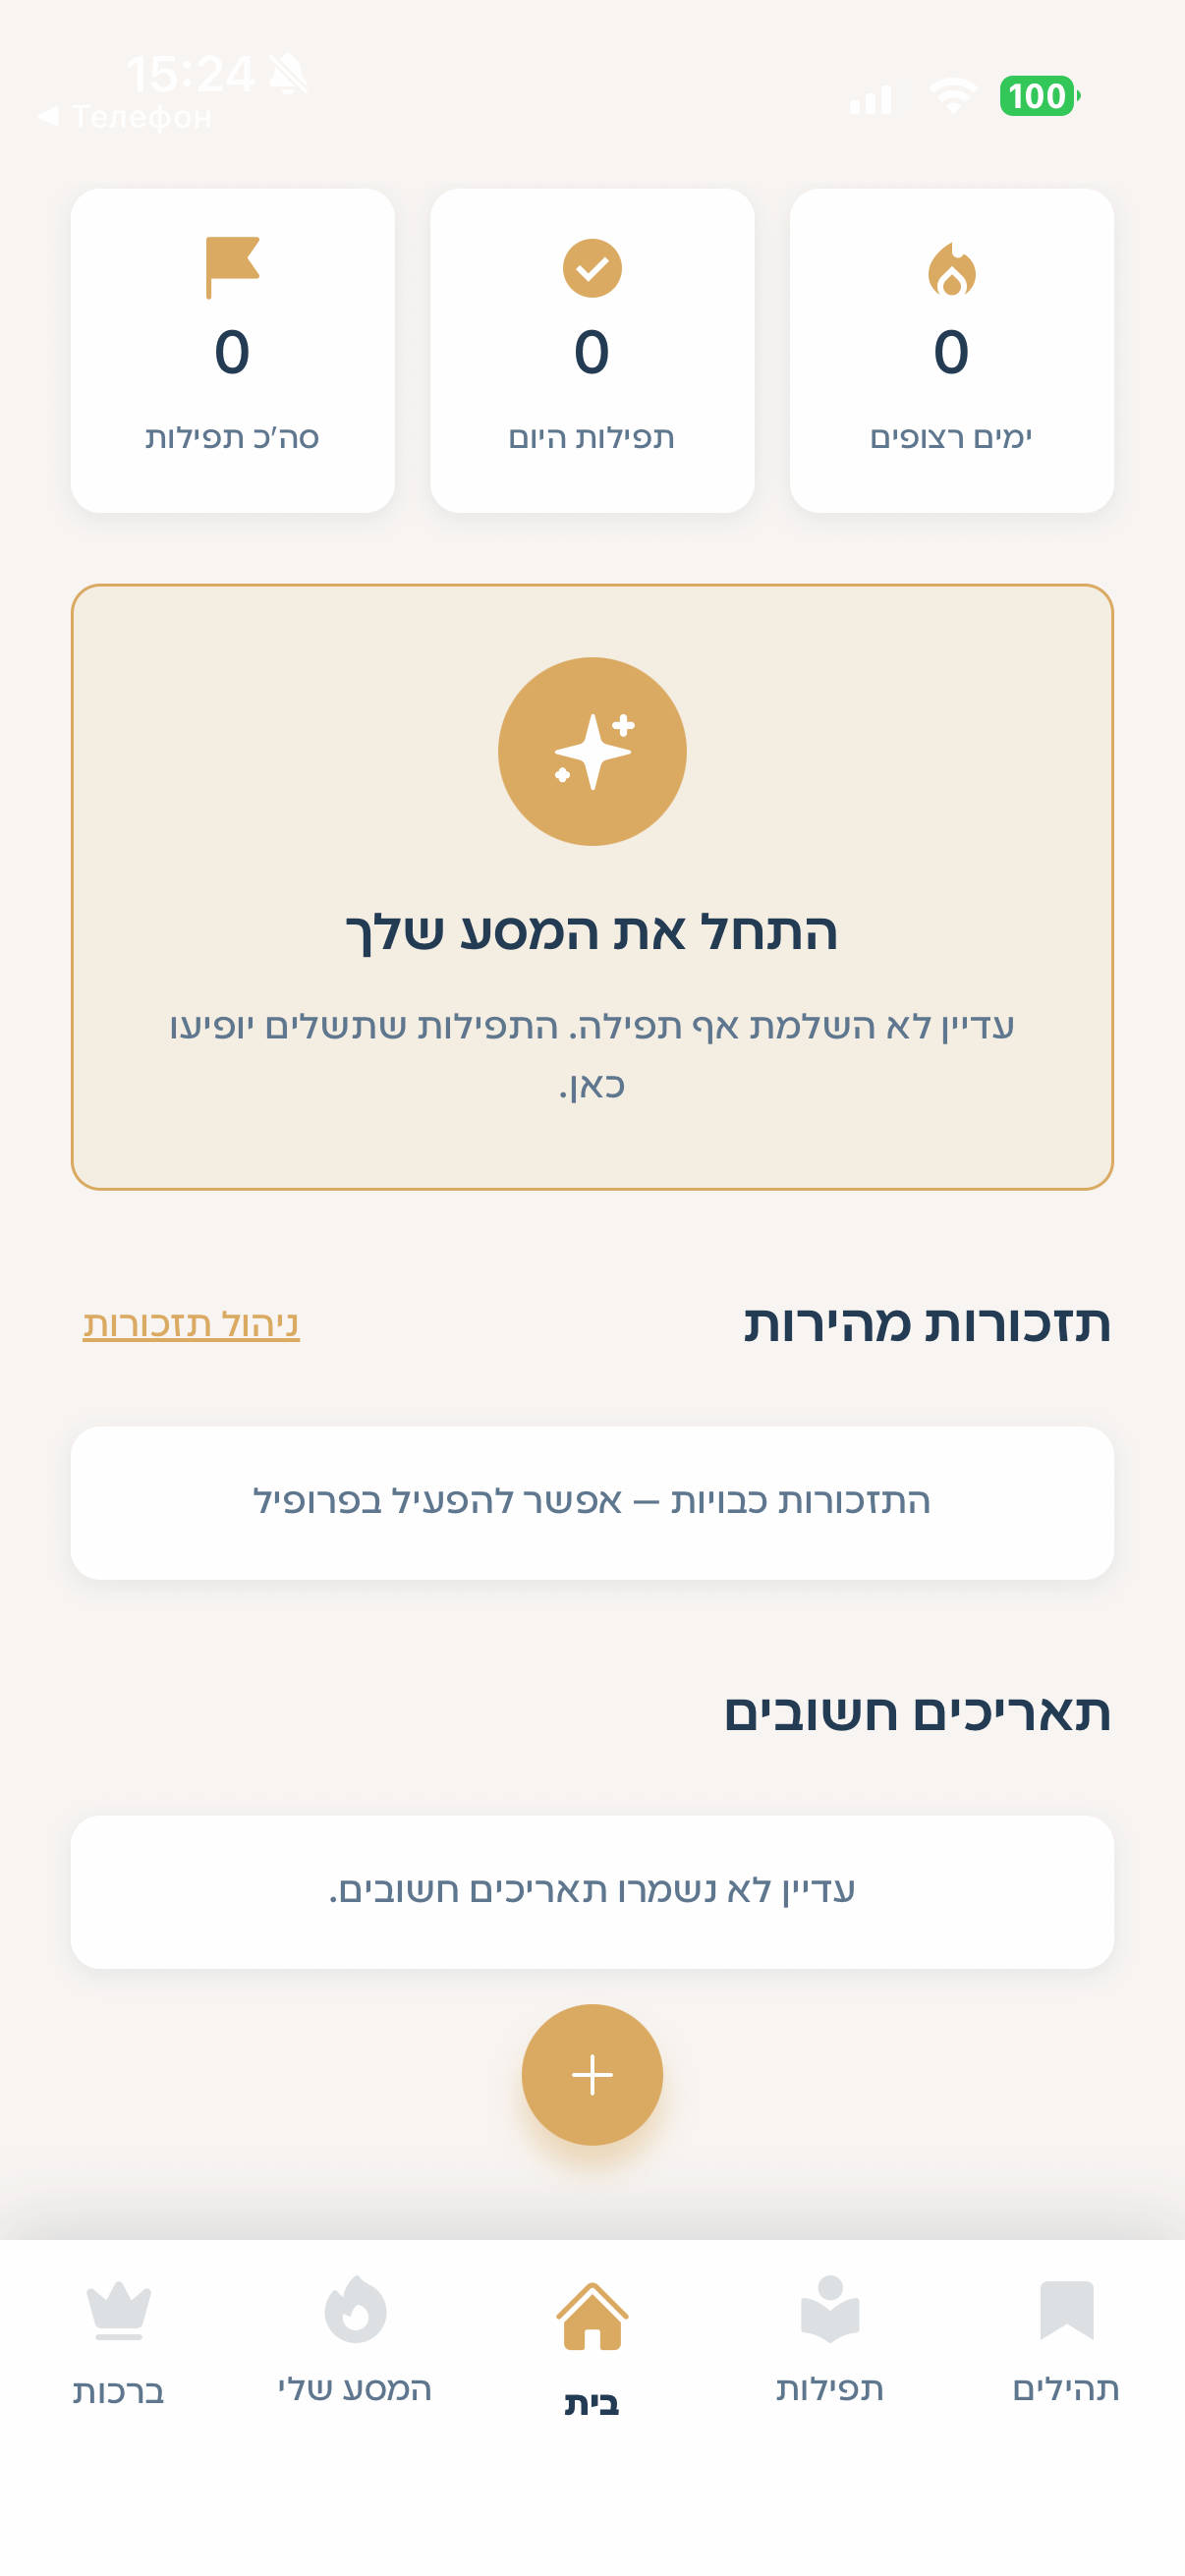 15:24
◀ Телефон
100
0
ימים רצופים
0
תפילות היום
0
סה'כ תפילות
התחל את המסע שלך
עדיין לא השלמת אף תפילה. התפילות שתשלים יופיעו
כאן.
תזכורות מהירות
ניהול תזכורות
התזכורות כבויות – אפשר להפעיל בפרופיל
תאריכים חשובים
עדיין לא נשמרו תאריכים חשובים.
תהילים
תפילות
בית
המסע שלי
ברכות